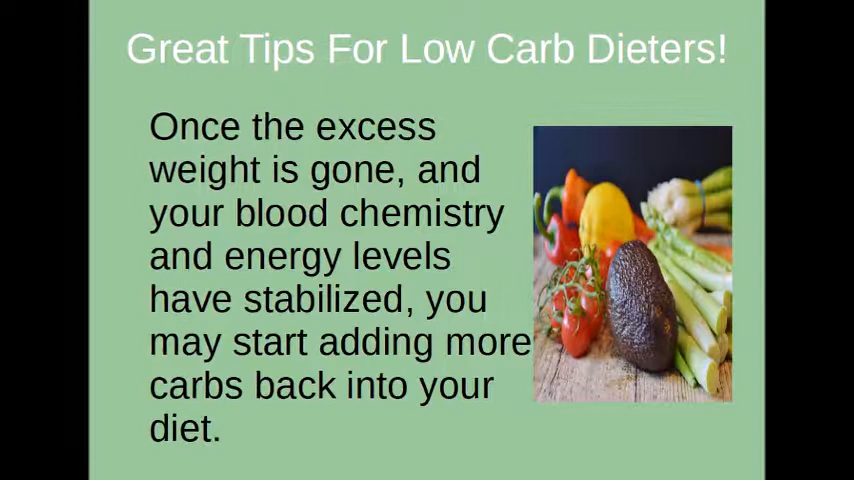 Great Tips For Low Carb Dieters!
Once the excess
weight is gone, and
your blood chemistry
and energy levels
have stabilized, you
may start adding more
carbs back into your
diet.